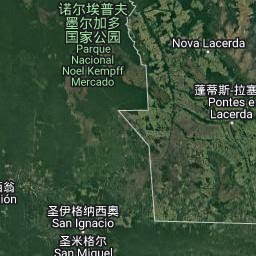 诺尔埃普夫
墨尔加多
国家公园
Parque
Nacional
Noel Kempff
Mercado
Nova Lacerda
蓬蒂斯-拉塞
Pontes e
Lacerda
翁
ión
圣伊格纳西奥
San Ignacio
圣米格尔
San Miguel